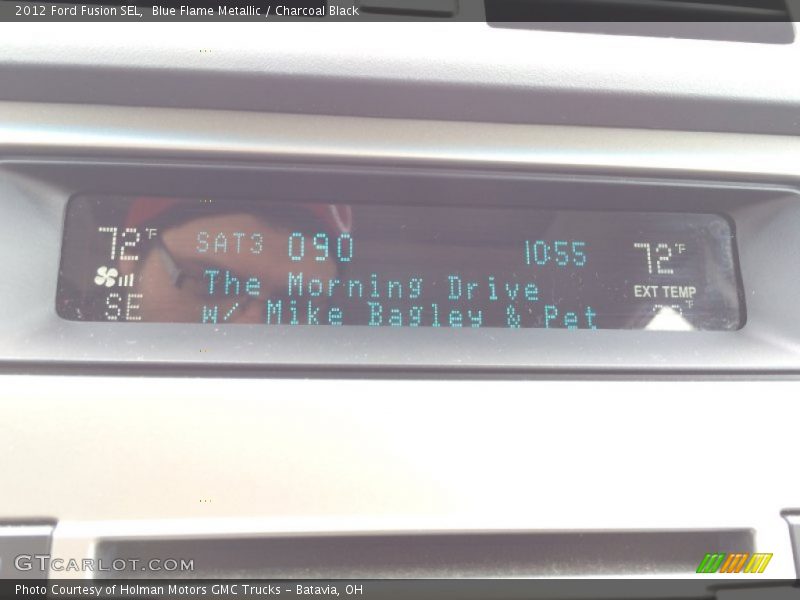 2012 Ford Fusion SEL,  Blue Flame Metallic / Charcoal Black
72°F SAT3 090 10:55 72°F
The Morning Drive EXT TEMP
SE w/ Mike Bagley & Pet
°F
GTCARLOT.COM
Photo Courtesy of Holman Motors GMC Trucks - Batavia, OH